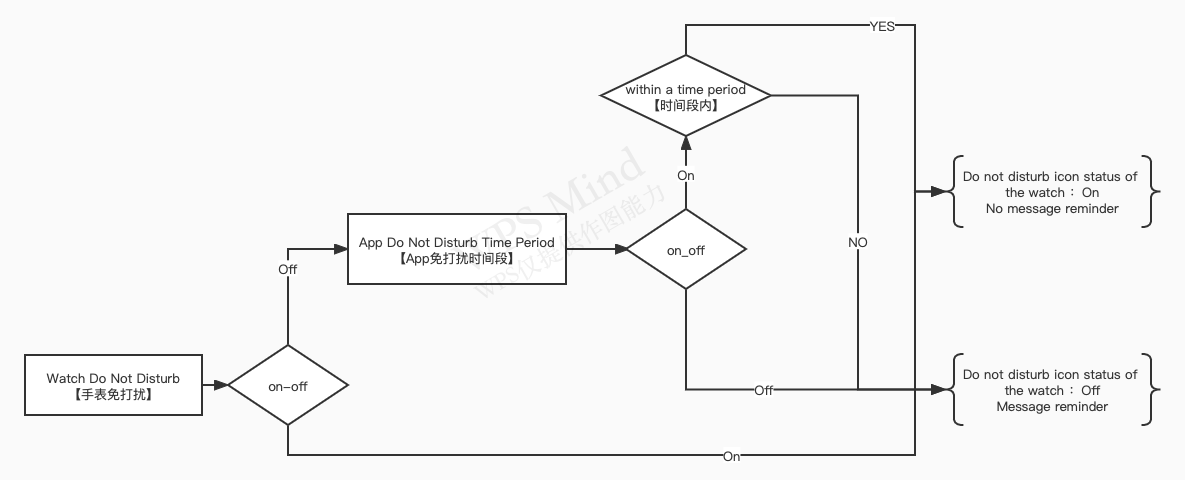 YES
within a time period
【时间段内】
On
Do not disturb icon status of
the watch： On
No message reminder
App Do Not Disturb Time Period
【App免打扰时间段】
on_off
NO
Off
Watch Do Not Disturb
【手表免打扰】
on-off
Off
Do not disturb icon status of
the watch： Off
Message reminder
On
WPS Mind
WPS仅提供作图能力